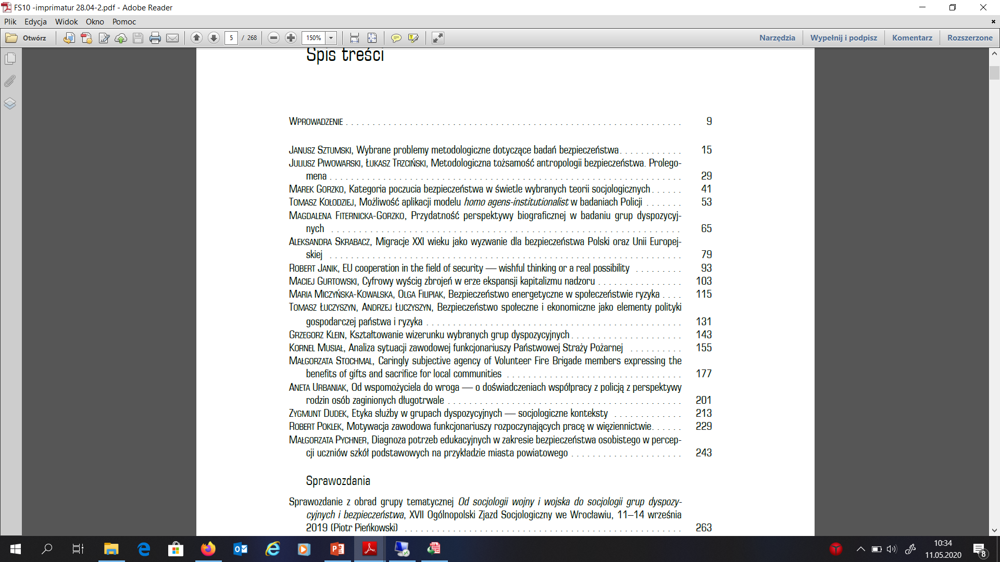 FS10 -imprimatur 28.04-2.pdf - Adobe Reader
Plik Edycja Widok Okno Pomoc
Otwórz 5 / 268 150% Narzędzia Wypełnij i podpisz Komentarz Rozszerzone
Spis treści
WPROWADZENIE . . . . . . . . . . . . . . . . . . . . 9
JANUSZ SZTUMSKI, Wybrane problemy metodologiczne dotyczące badań bezpieczeństwa. . . . . . . . . . . . 15
JULIUSZ PIWOWARSKI, ŁUKASZ TRZCIŃSKI, Metodologiczna tożsamość antropologii bezpieczeństwa. Prolego-
mena . . . . . . . . . . . . . . . . . . . . 29
MAREK GORZKO, Kategoria poczucia bezpieczeństwa w świetle wybranych teorii socjologicznych . . . . . . 41
TOMASZ KOŁODZIEJ, Możliwość aplikacji modelu homo agens-institutionalist w badaniach Policji . . . . . . . 53
MAGDALENA FITERNICKA-GORZKO, Przydatność perspektywy biograficznej w badaniu grup dyspozycyj-
nych . . . . . . . . . . . . . . . . . . . . 65
ALEKSANDRA SKRABACZ, Migracje XXI wieku jako wyzwanie dla bezpieczeństwa Polski oraz Unii Europej-
skiej . . . . . . . . . . . . . . . . . . . . 79
ROBERT JANIK, EU cooperation in the field of security — wishful thinking or a real possibility . . . . . . . . . 93
MACIEJ GURTOWSKI, Cyfrowy wyścig zbrojeń w erze ekspansji kapitalizmu nadzoru . . . . . . . . . . . . . . . . 103
MARIA MICZYŃSKA-KOWALSKA, OLGA FILIPIAK, Bezpieczeństwo energetyczne w społeczeństwie ryzyka . . . . 115
TOMASZ ŁUCZYSZYN, ANDRZEJ ŁUCZYSZYN, Bezpieczeństwo społeczne i ekonomiczne jako elementy polityki
gospodarczej państwa i ryzyka . . . . . . . . . . . . . . . . . . . . 131
GRZEGORZ KLEIN, Kształtowanie wizerunku wybranych grup dyspozycyjnych . . . . . . . . . . . . . . . . . . . . . 143
KORNEL MUSIAŁ, Analiza sytuacji zawodowej funkcjonariuszy Państwowej Straży Pożarnej . . . . . . . . . . 155
MAŁGORZATA STOCHMAL, Caringly subjective agency of Volunteer Fire Brigade members expressing the
benefits of gifts and sacrifice for local communities . . . . . . . . . . . . . . . . . . . . 177
ANETA URBANIAK, Od wspomożyciela do wroga — o doświadczeniach współpracy z policją z perspektywy
rodzin osób zaginionych długotrwale . . . . . . . . . . . . . . . . . . . . 201
ZYGMUNT DUDEK, Etyka służby w grupach dyspozycyjnych — socjologiczne konteksty . . . . . . . . . . . . . 213
ROBERT POKLEK, Motywacja zawodowa funkcjonariuszy rozpoczynających pracę w więziennictwie. . . . . . 229
MAŁGORZATA PYCHNER, Diagnoza potrzeb edukacyjnych w zakresie bezpieczeństwa osobistego w percep-
cji uczniów szkół podstawowych na przykładzie miasta powiatowego . . . . . . . . . . . . . . . . . . . . . 243
Sprawozdania
Sprawozdanie z obrad grupy tematycznej Od socjologii wojny i wojska do socjologii grup dyspozy-
cyjnych i bezpieczeństwa, XVII Ogólnopolski Zjazd Socjologiczny we Wrocławiu, 11–14 września
2019 (Piotr Pieńkowski) . . . . . . . . . . . . . . . . . . . . 263
10:34
11.05.2020
8